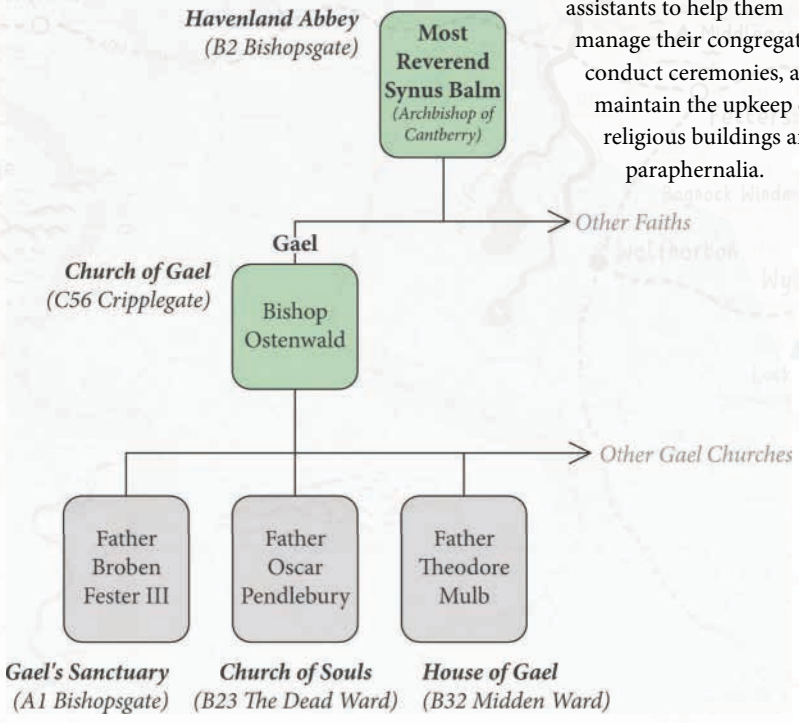 Havenland Abbey
(B2 Bishopsgate)
Most
Reverend
Synus Balm
(Archbishop of
Cantberry)
assistants to help them
manage their congregat
conduct ceremonies, a
maintain the upkeep
religious buildings a
paraphernalia.
Other Faiths
Gael
Church of Gael
(C56 Cripplegate)
Bishop
Ostenwald
Other Gael Churches
Father
Broben
Fester III
Father
Oscar
Pendlebury
Father
Theodore
Mulb
Gael's Sanctuary
(A1 Bishopsgate)
Church of Souls
(B23 The Dead Ward)
House of Gael
(B32 Midden Ward)